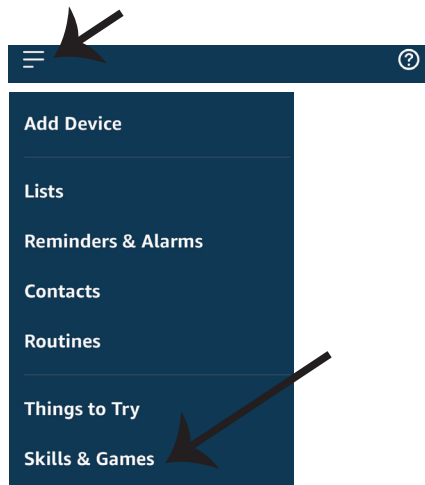 ?
Add Device
Lists
Reminders & Alarms
Contacts
Routines
Things to Try
Skills & Games